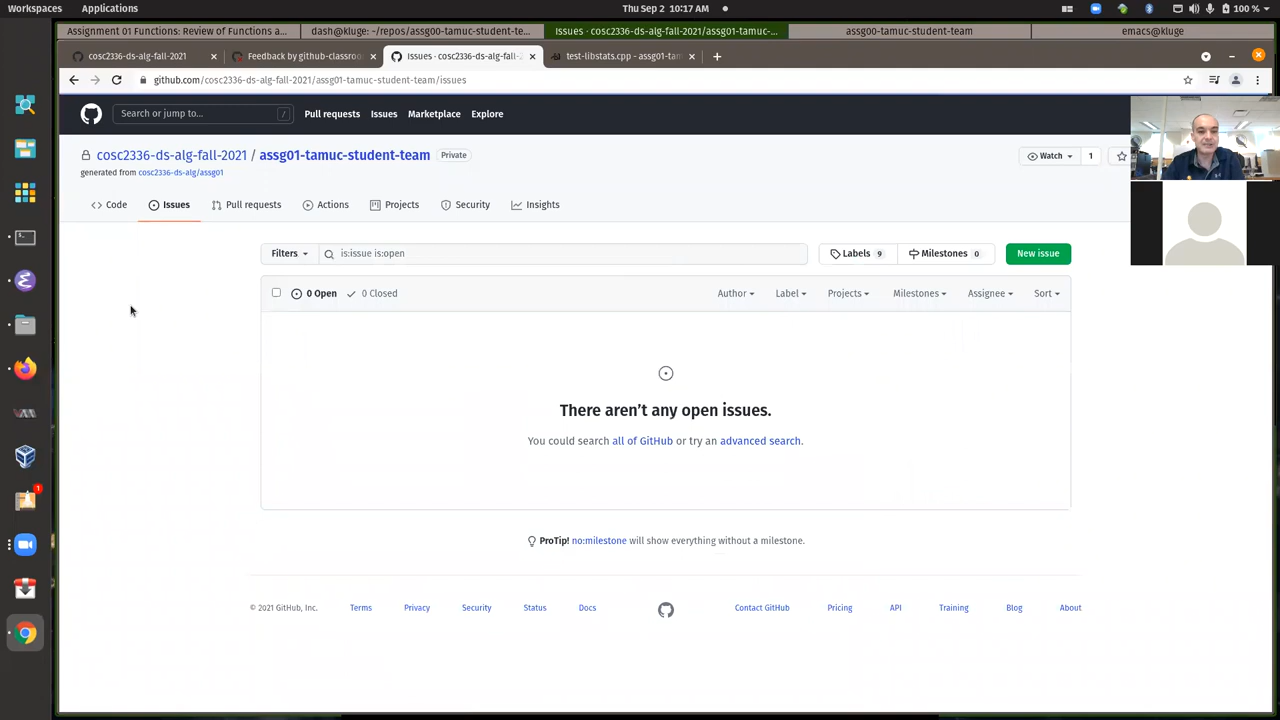 Workspaces Applications Thu Sep 2 10:17 AM 100 %
Assignment 01 Functions: Review of Functions a... dash@kluge: ~/repos/assg00-tamuc-student-te... Issues · cosc2336-ds-alg-fall-2021/assg01-tamuc-... assg00-tamuc-student-team emacs@kluge
cosc2336-ds-alg-fall-2021 Feedback by github-classroo Issues · cosc2336-ds-alg-fall-2 test-libstats.cpp - assg01-tam
github.com/cosc2336-ds-alg-fall-2021/assg01-tamuc-student-team/issues
Search or jump to... / Pull requests Issues Marketplace Explore
cosc2336-ds-alg-fall-2021 / assg01-tamuc-student-team Private Watch 1
generated from cosc2336-ds-alg/assg01
Code Issues Pull requests Actions Projects Security Insights
Filters is:issue is:open Labels 9 Milestones 0 New issue
0 Open 0 Closed Author Label Projects Milestones Assignee Sort
There aren't any open issues.
You could search all of GitHub or try an advanced search.
ProTip! no:milestone will show everything without a milestone.
© 2021 GitHub, Inc. Terms Privacy Security Status Docs Contact GitHub Pricing API Training Blog About
1